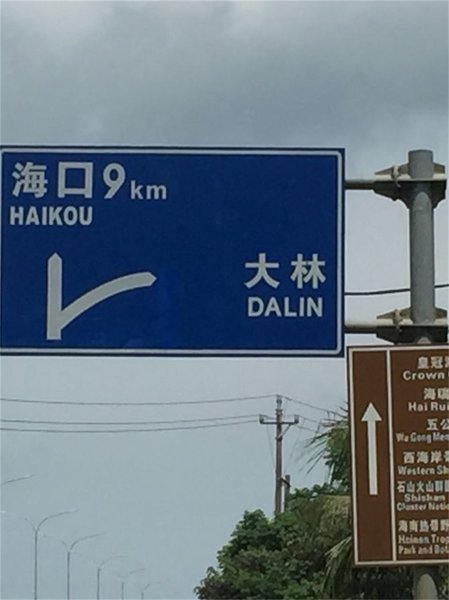 海口9km
HAIKOU
大林
DALIN
皇冠
Crown
海瑞
Hai Rui
五公
Wu Gong
西海岸
Western
石山火山群
Shishan
Cluster
海南热带野
Hainan
Park and